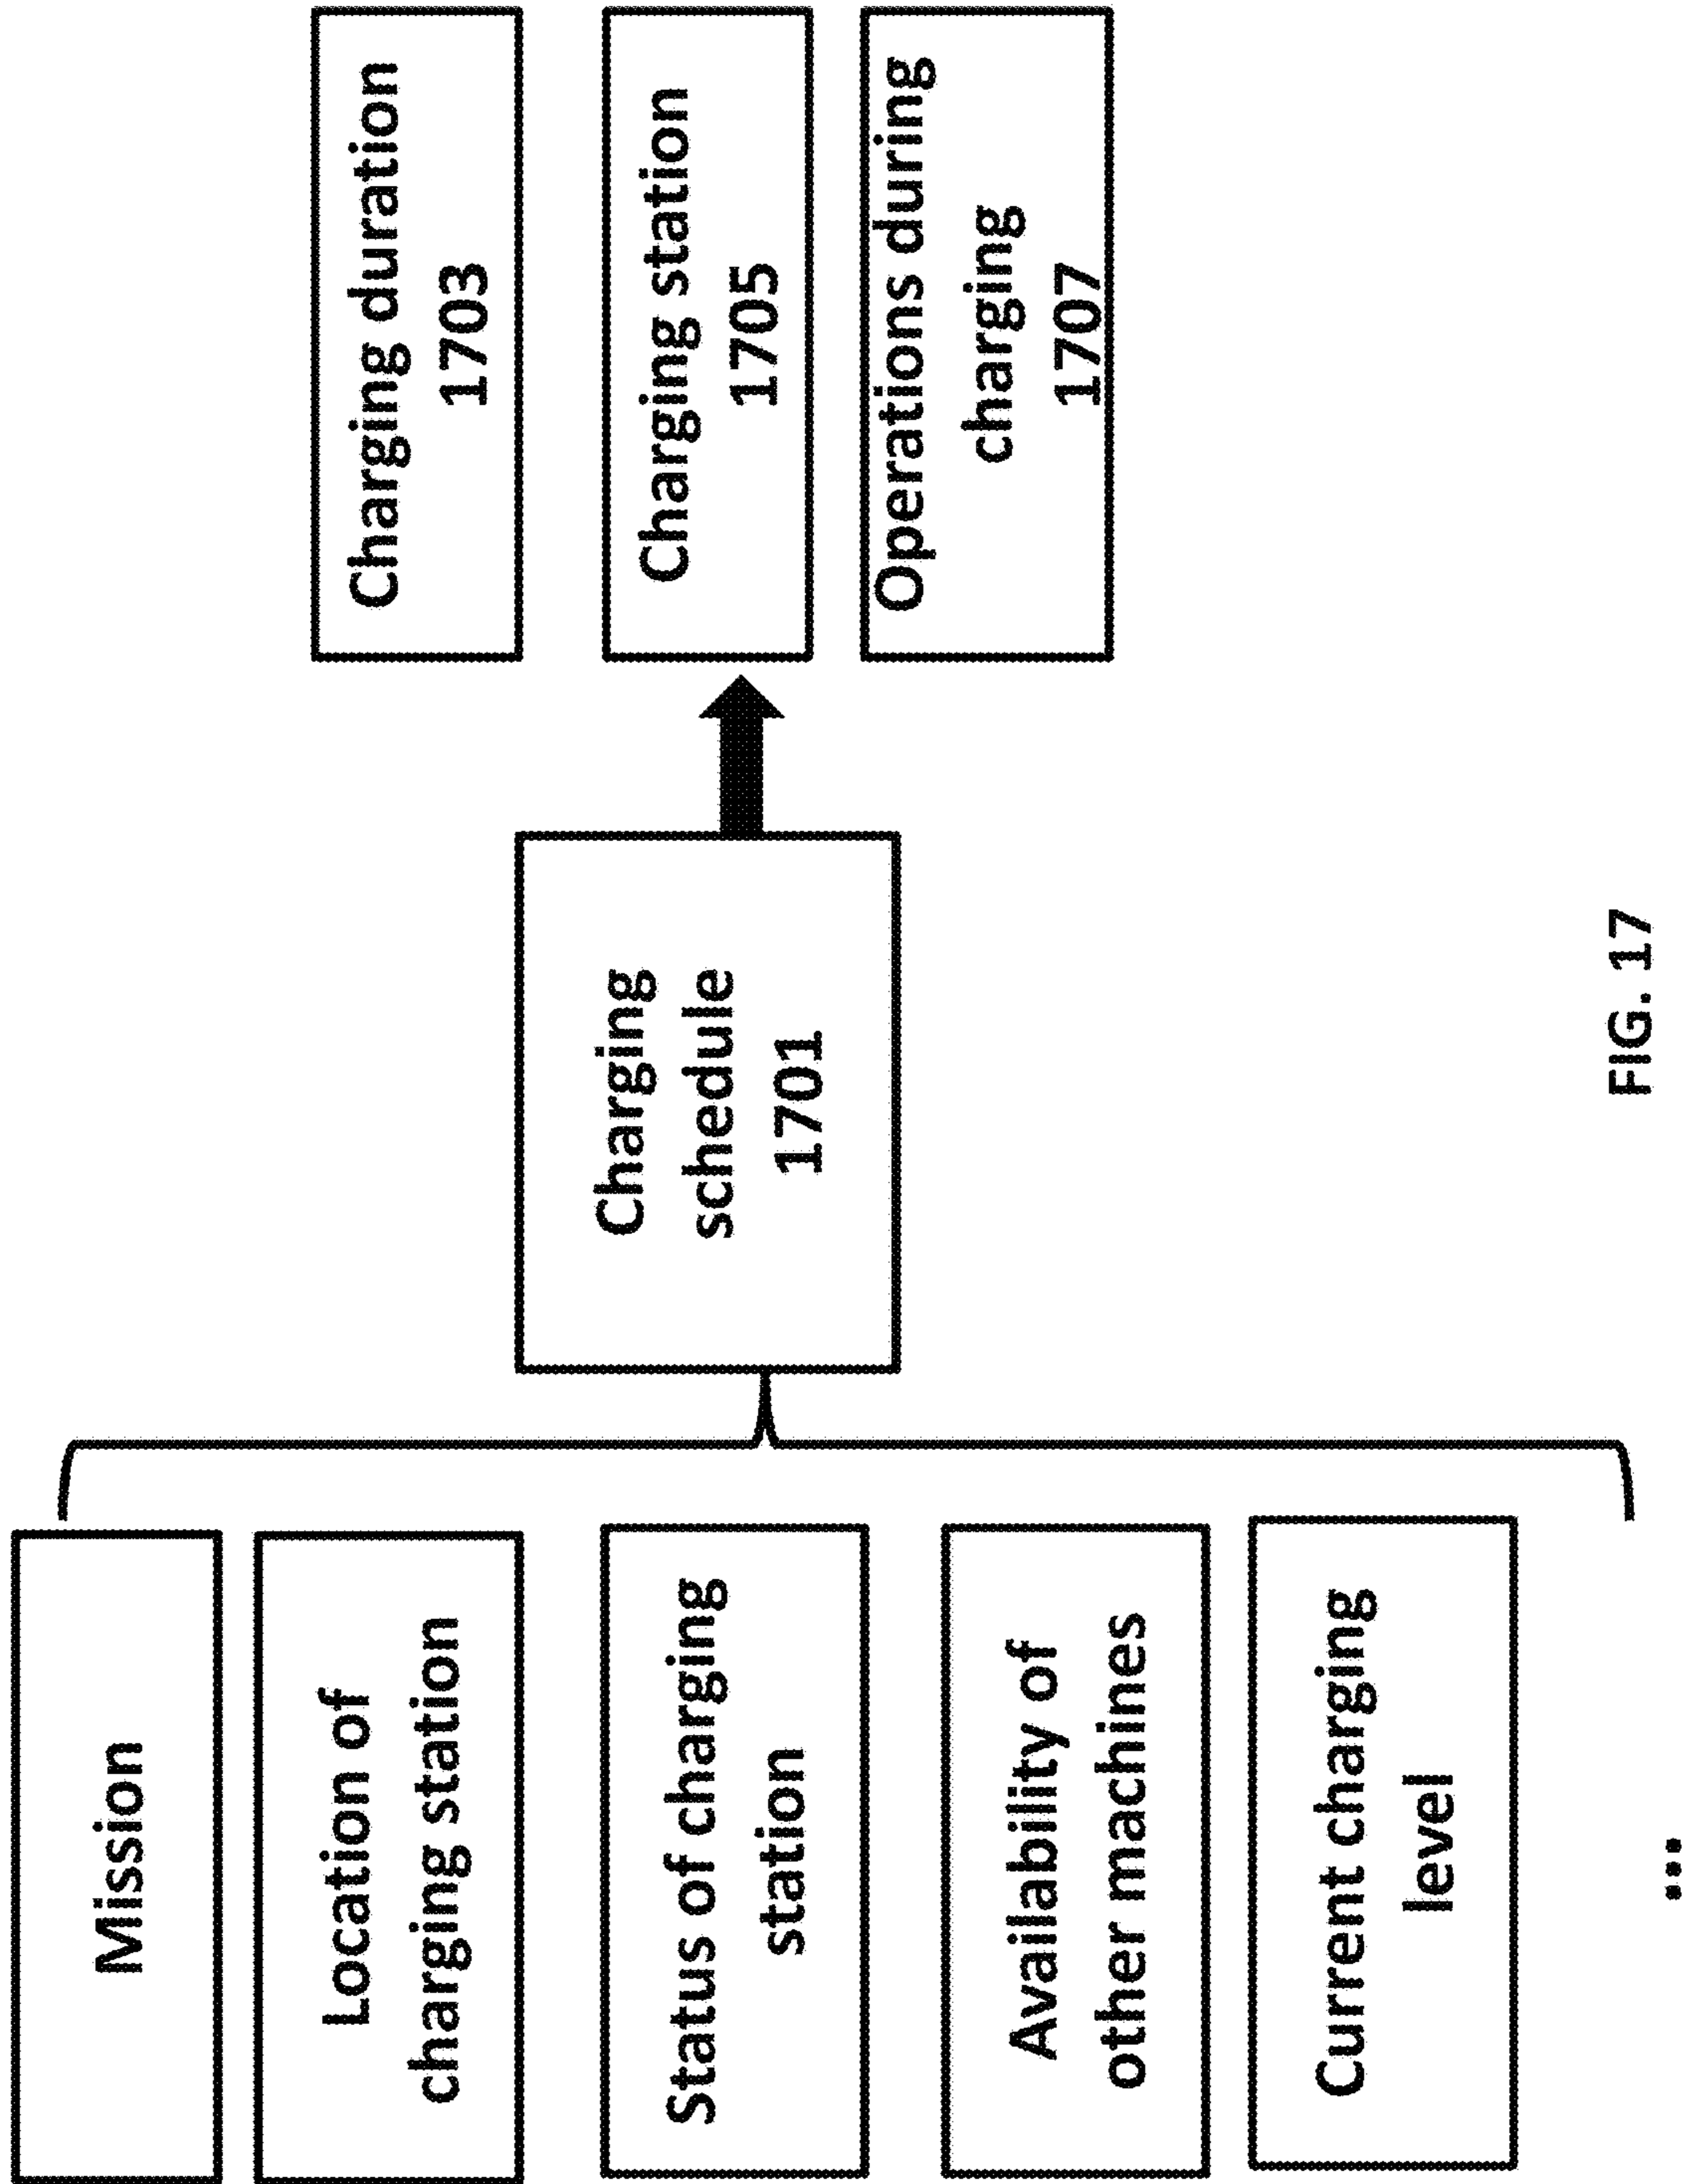 Mission
Location of
charging station
Status of charging
station
Availability of
other machines
Current charging
level
...
Charging
schedule
1701
Charging duration
1703
Charging station
1705
Operations during
charging
1707
FIG. 17